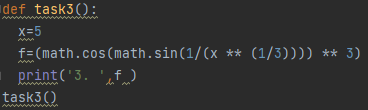 def task3():
    x=5
    f=(math.cos(math.sin(1/(x ** (1/3)))) ** 3)
    print('3. ',f )
task3()